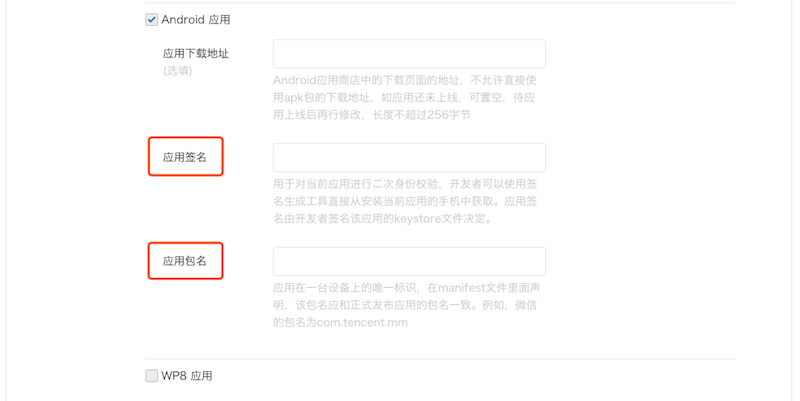 Android 应用
应用下载地址
(选填)
Android应用商店中的下载页面的地址，不允许直接使
用apk包的下载地址，如应用还未上线，可置空，待应
用上线后再行修改，长度不超过256字节
应用签名
用于对当前应用进行二次身份校验，开发者可以使用签
名生成工具直接从安装当前应用的手机中获取。应用签
名由开发者签名该应用的keystore文件决定。
应用包名
应用在一台设备上的唯一标识，在manifest文件里面声
明，该包名应和正式发布应用的包名一致。例如，微信
的包名为com.tencent.mm
WP8 应用